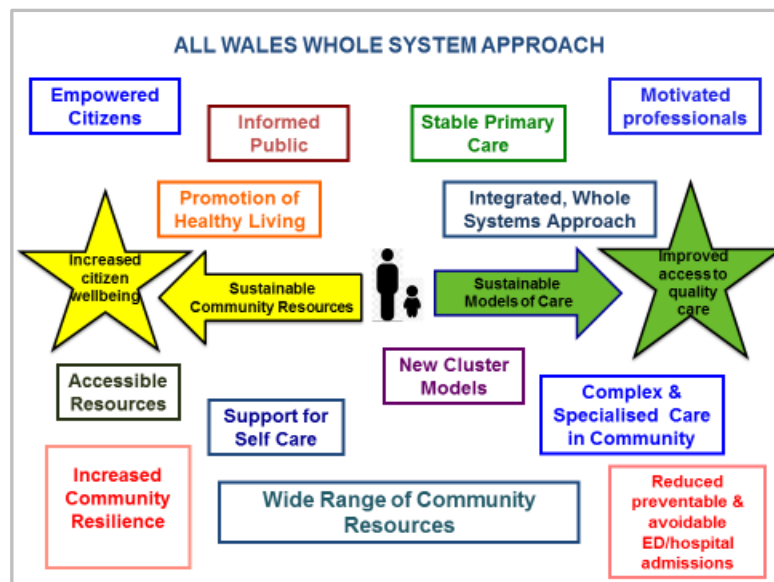 ALL WALES WHOLE SYSTEM APPROACH
Empowered
Citizens
Informed
Public
Stable Primary
Care
Motivated
professionals
Promotion of
Healthy Living
Integrated, Whole
Systems Approach
Increased
citizen
wellbeing
Sustainable
Community Resources
Sustainable
Models of Care
Improved
access to
quality
care
Accessible
Resources
Support for
Self Care
New Cluster
Models
Complex &
Specialised Care
in Community
Increased
Community
Resilience
Wide Range of Community
Resources
Reduced
preventable &
avoidable
ED/hospital
admissions